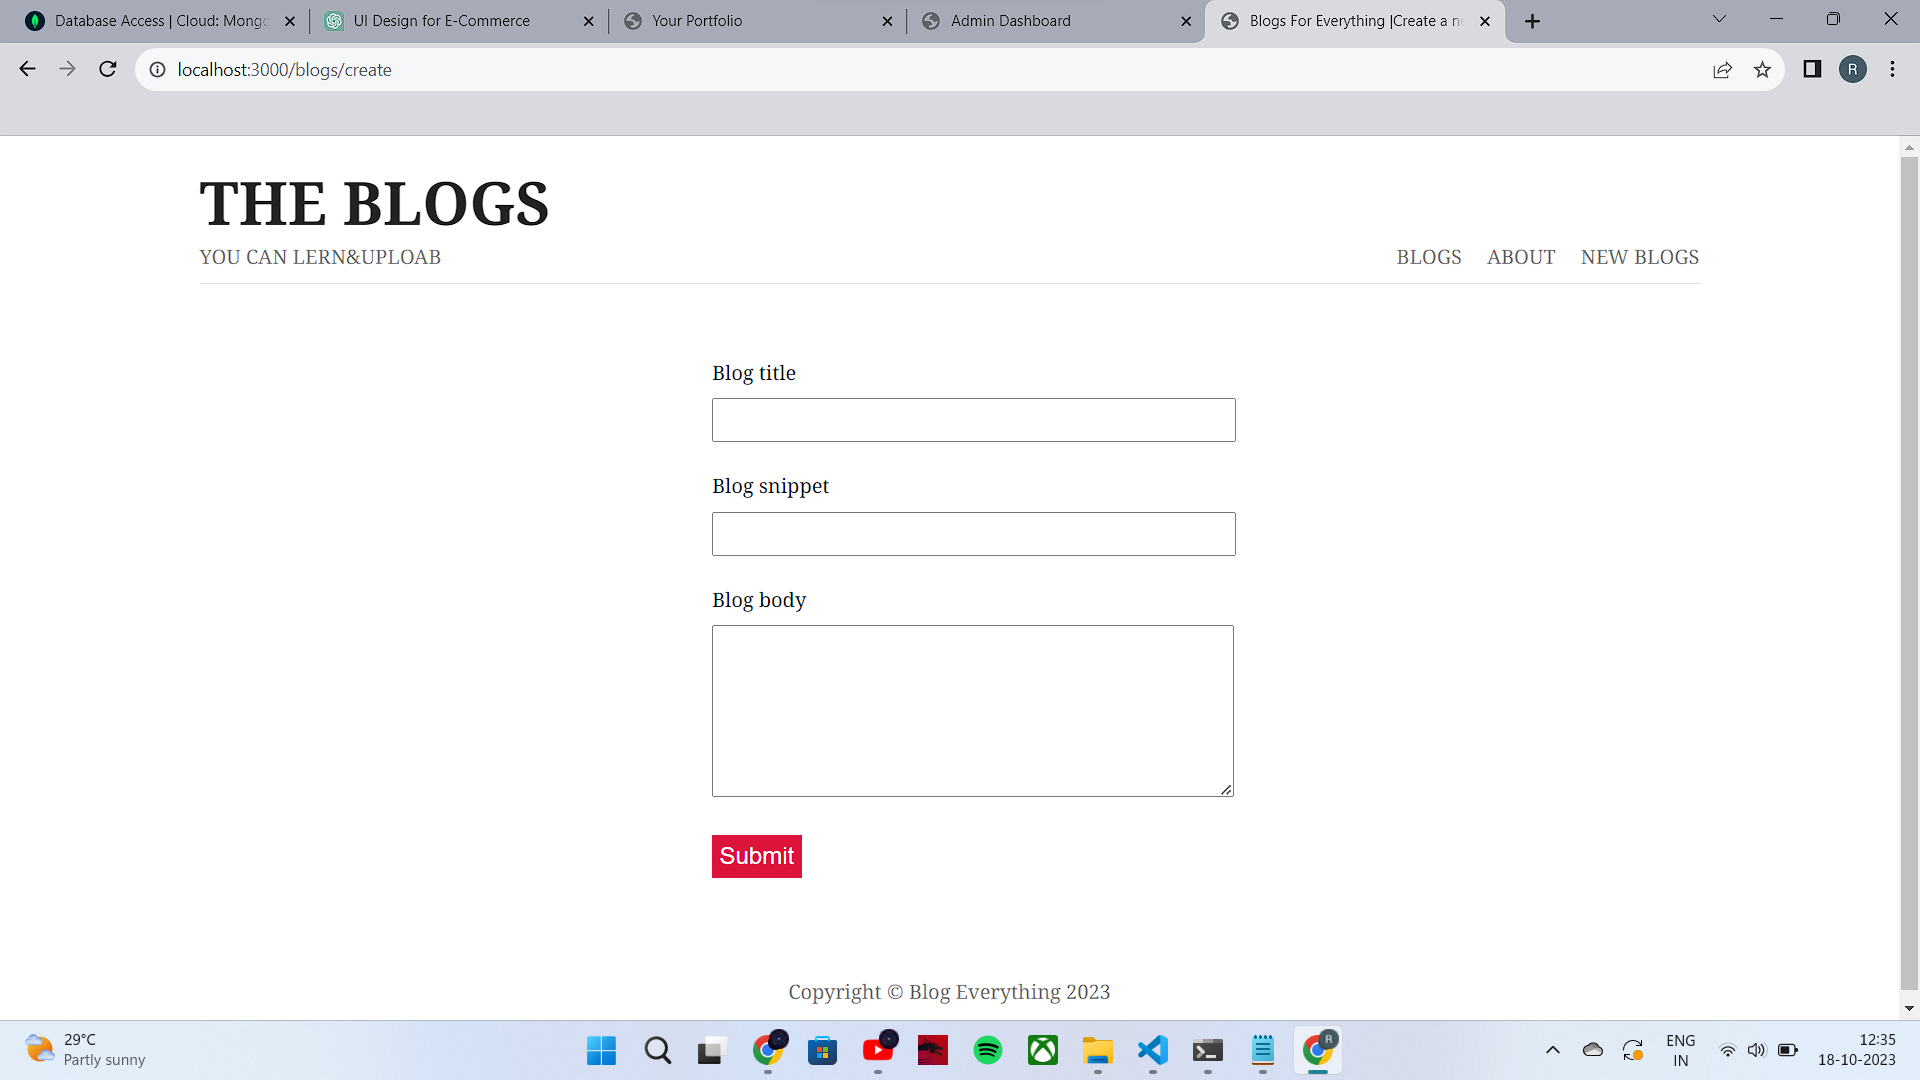 Database Access | Cloud: Mongo
UI Design for E-Commerce
Your Portfolio
Admin Dashboard
Blogs For Everything |Create a ne
localhost:3000/blogs/create
R
THE BLOGS
YOU CAN LERN&UPLOAB
BLOGS ABOUT NEW BLOGS
Blog title
Blog snippet
Blog body
Submit
Copyright © Blog Everything 2023
29°C
Partly sunny
R
ENG
IN
12:35
18-10-2023